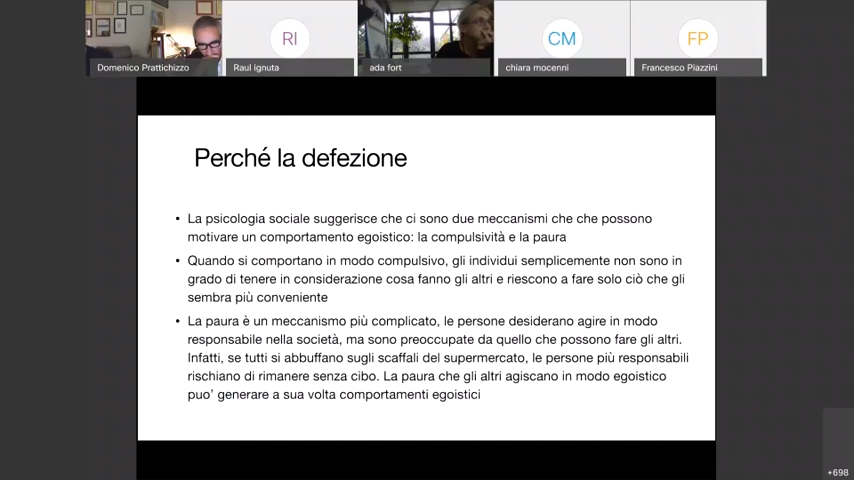 RI
CM
FP
Domenico Prattichizzo
Raul ignuta
ada fort
chiara mocenni
Francesco Piazzini
Perché la defezione
• La psicologia sociale suggerisce che ci sono due meccanismi che che possono
motivare un comportamento egoistico: la compulsività e la paura
• Quando si comportano in modo compulsivo, gli individui semplicemente non sono in
grado di tenere in considerazione cosa fanno gli altri e riescono a fare solo ciò che gli
sembra più conveniente
• La paura è un meccanismo più complicato, le persone desiderano agire in modo
responsabile nella società, ma sono preoccupate da quello che possono fare gli altri.
Infatti, se tutti si abbuffano sugli scaffali del supermercato, le persone più responsabili
rischiano di rimanere senza cibo. La paura che gli altri agiscano in modo egoistico
puo' generare a sua volta comportamenti egoistici
+698